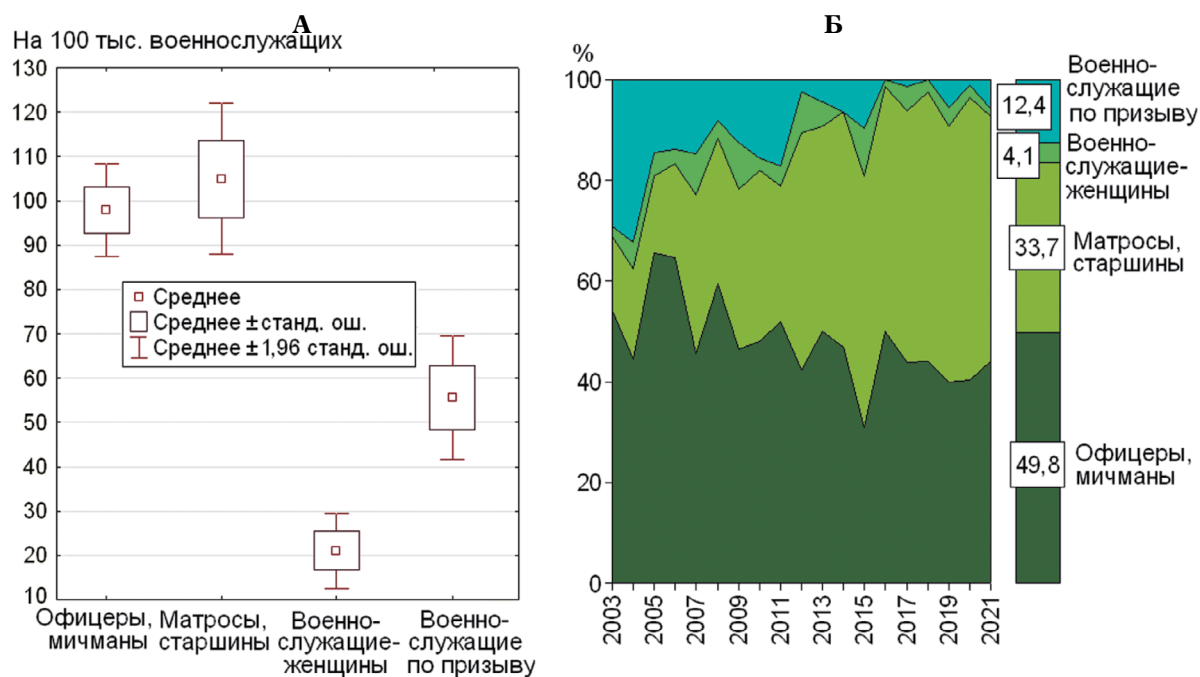 А
На 100 тыс. военнослужащих
130
120
110
100
90
80
70
60
50
40
30
20
10
Среднее
Среднее ± станд. ош.
Среднее ± 1,96 станд. ош.
Офицеры,
мичманы
Матросы,
старшины
Военно-
служащие-
женщины
Военно-
служащие
по призыву
Б
%
100
80
60
40
20
0
2003
2005
2007
2009
2011
2013
2015
2017
2019
2021
12,4
4,1
33,7
49,8
Военно-
служащие
по призыву
Военно-
служащие-
женщины
Матросы,
старшины
Офицеры,
мичманы